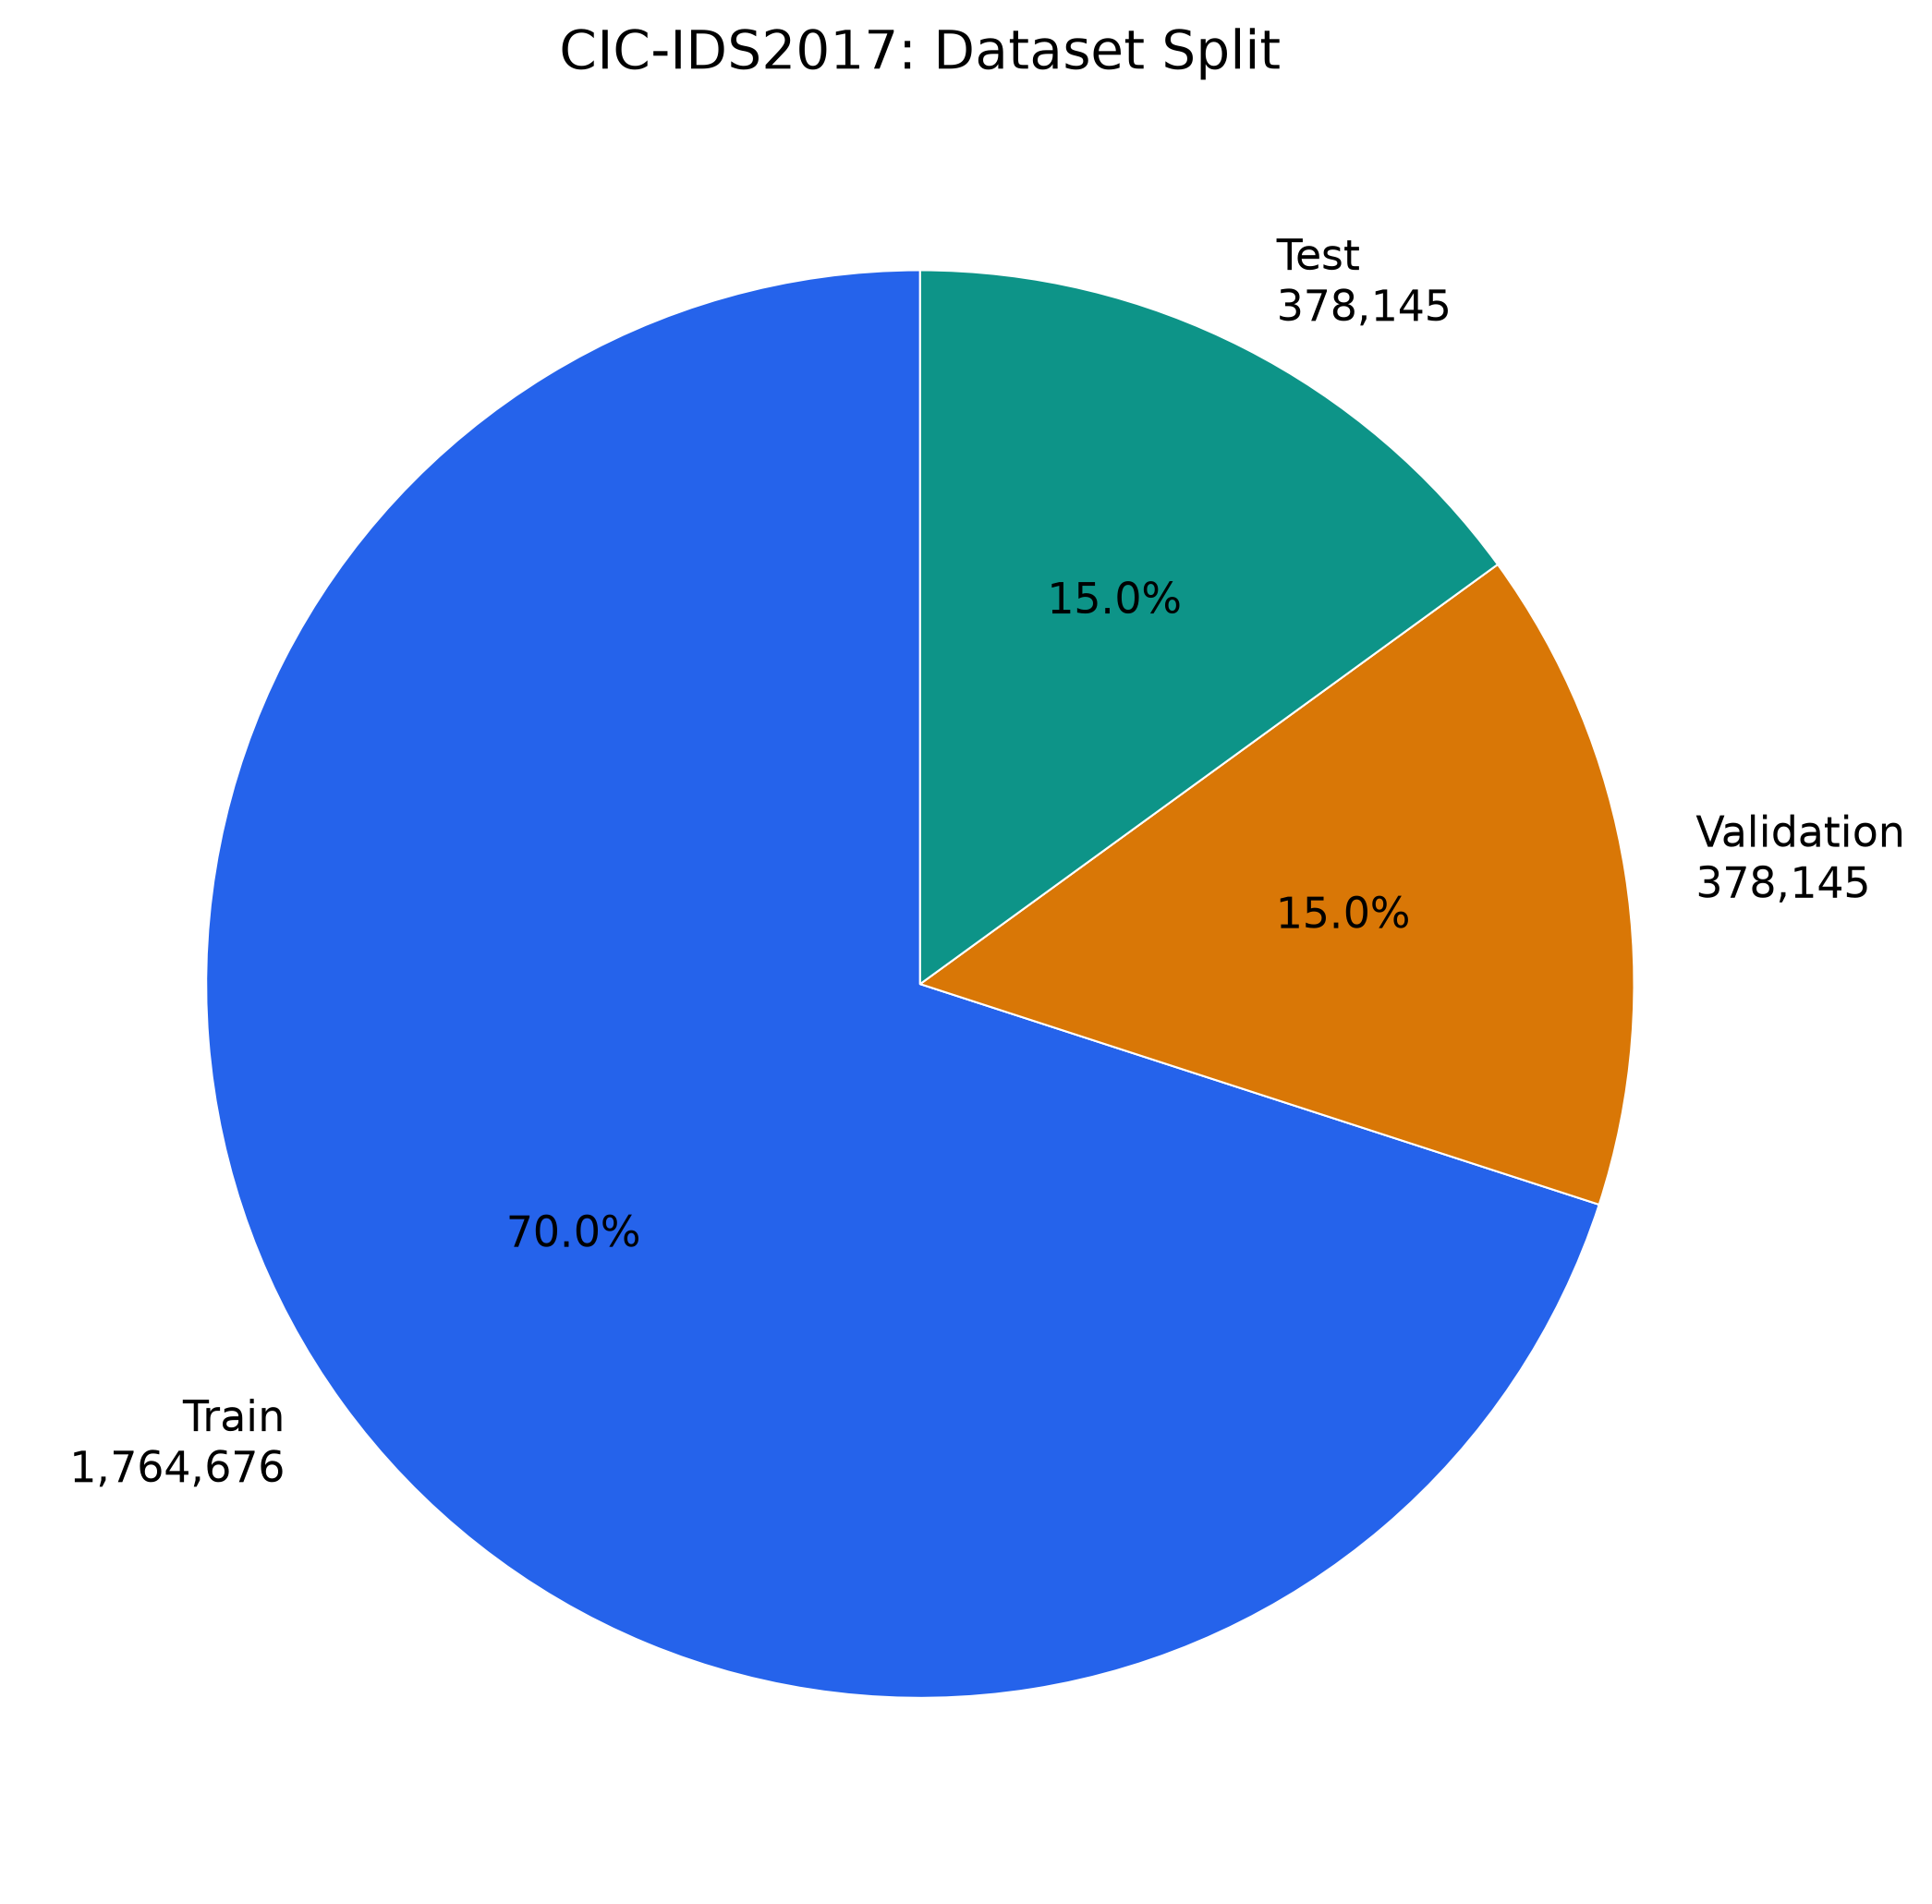 CIC-IDS2017: Dataset Split
Test
378,145
15.0%
Validation
378,145
15.0%
70.0%
Train
1,764,676